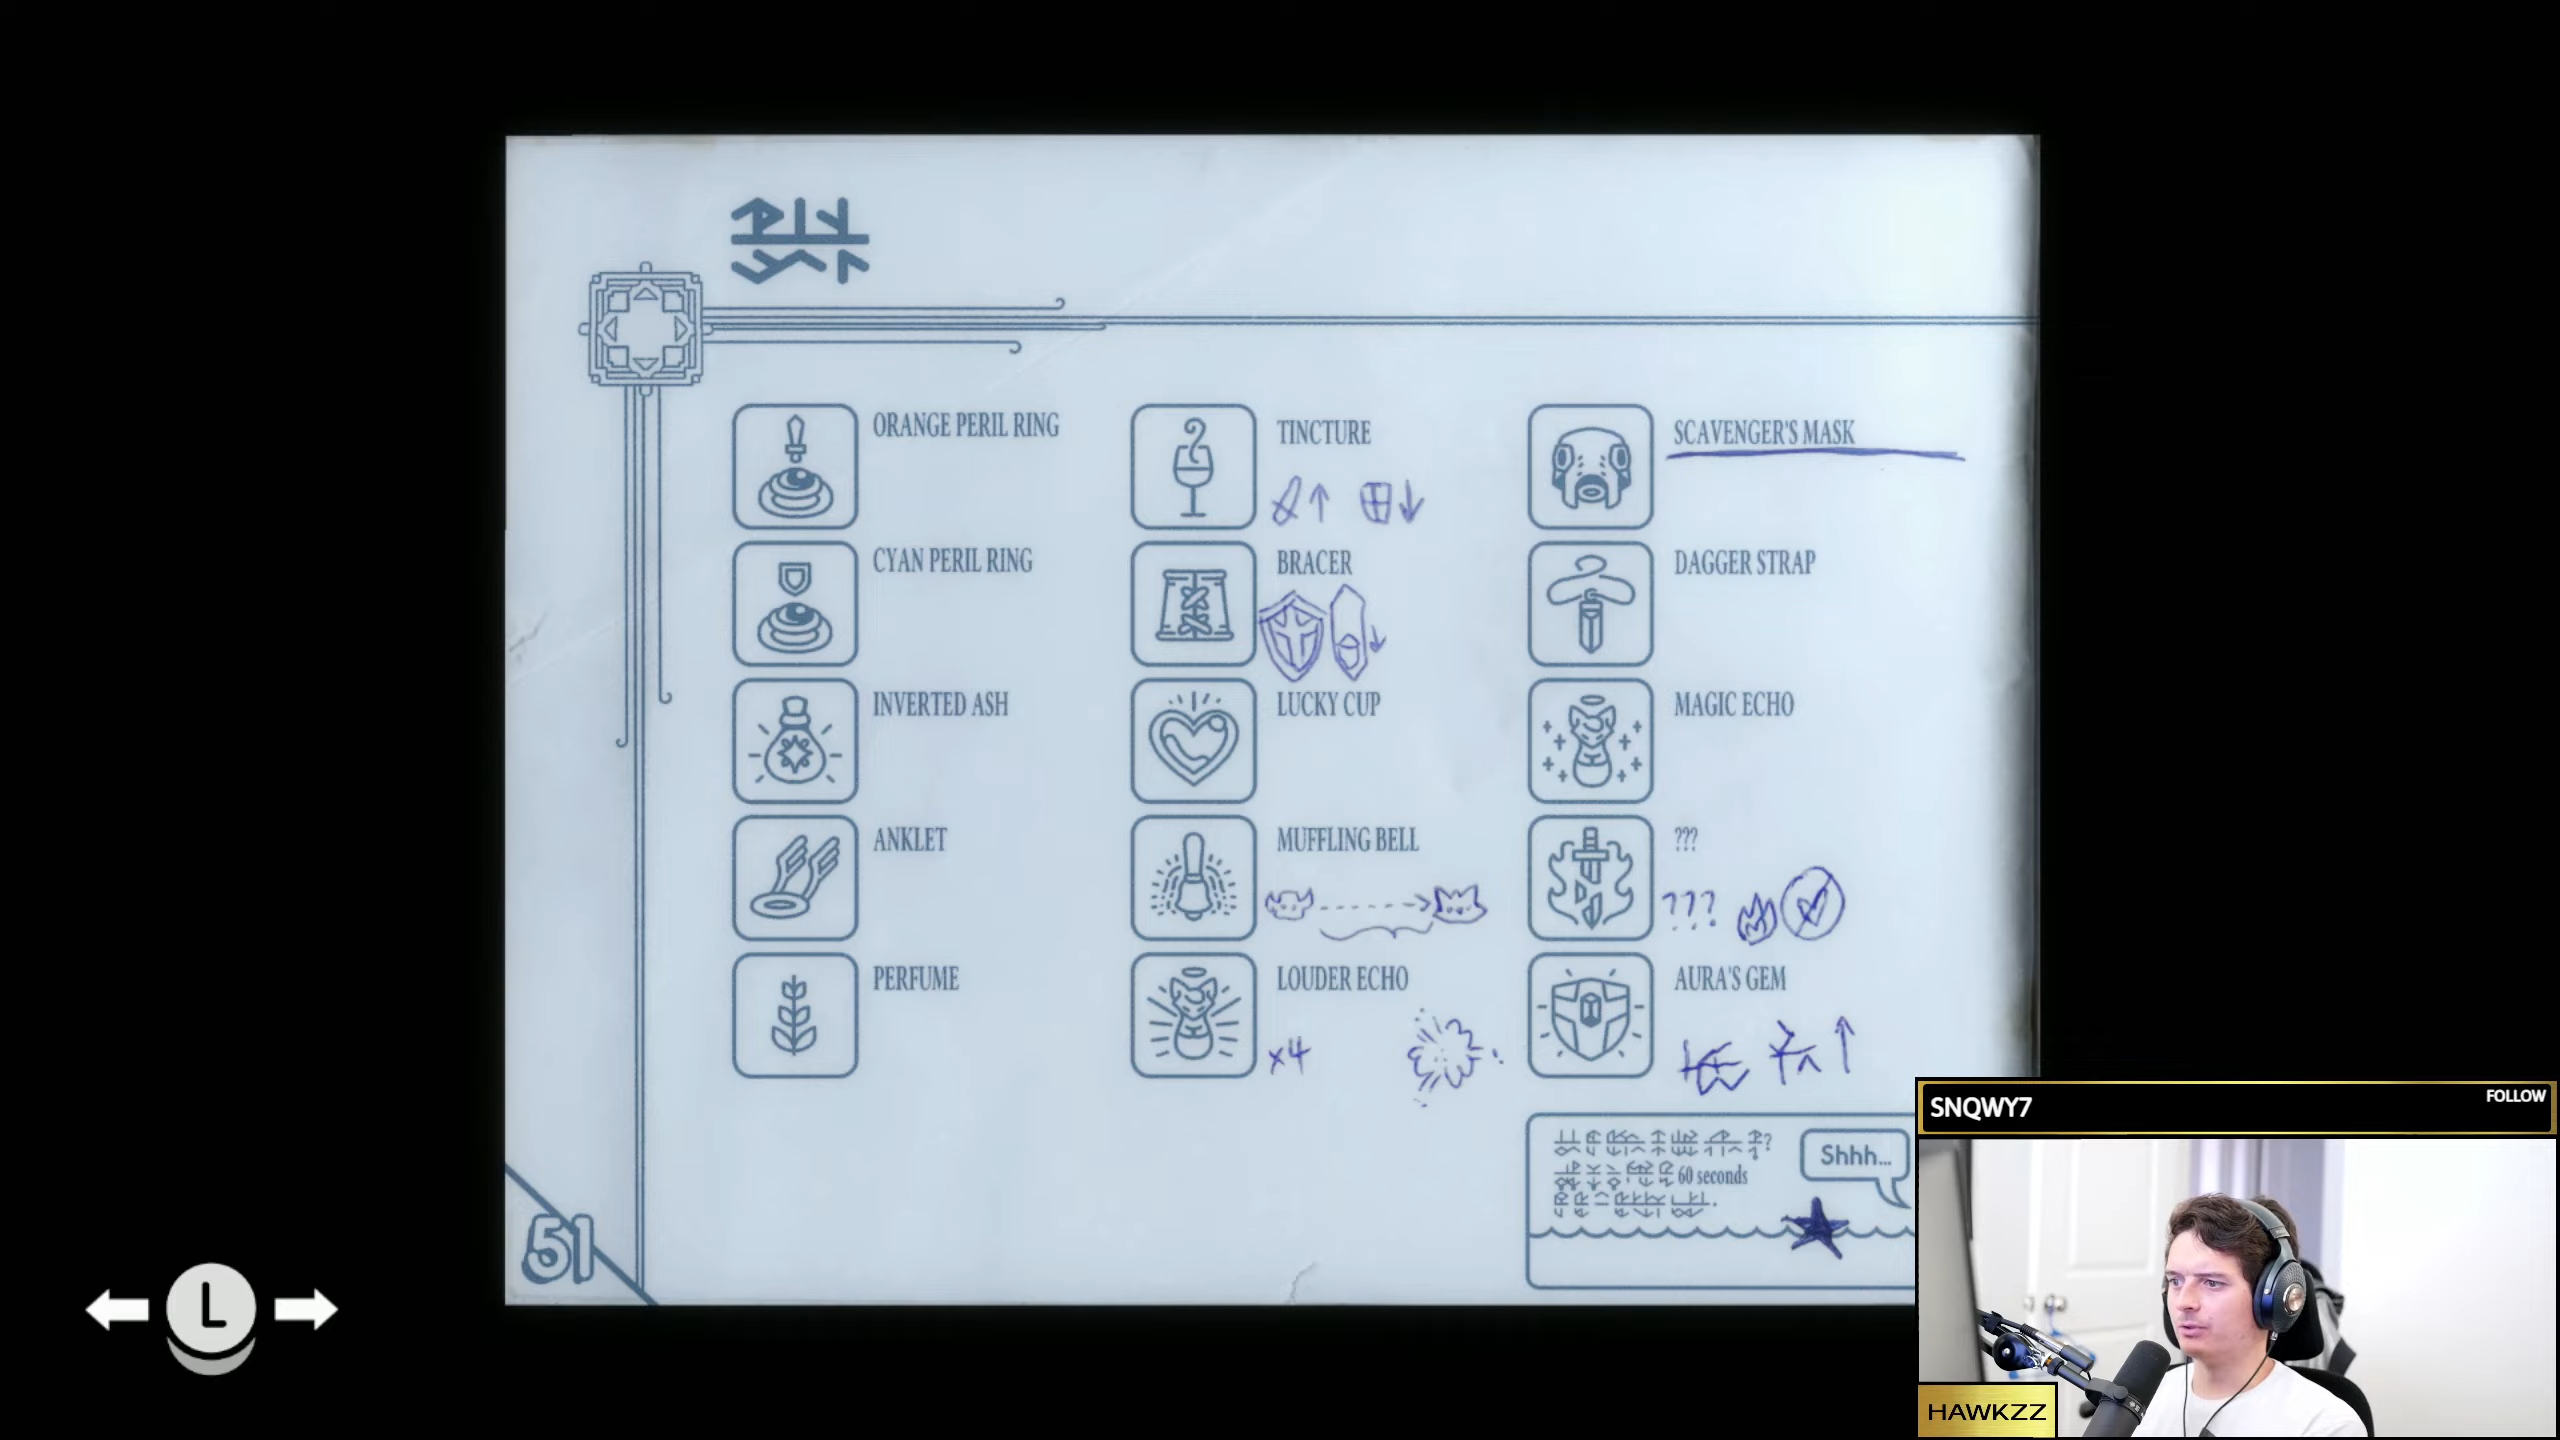 ORANGE PERIL RING
CYAN PERIL RING
INVERTED ASH
ANKLET
PERFUME
TINCTURE
BRACER
LUCKY CUP
MUFFLING BELL
LOUDER ECHO
x4
SCAVENGER'S MASK
DAGGER STRAP
MAGIC ECHO
???
???
AURA'S GEM
?
60 seconds
Shhh...
51
L
SNQWY7
FOLLOW
HAWKZZ